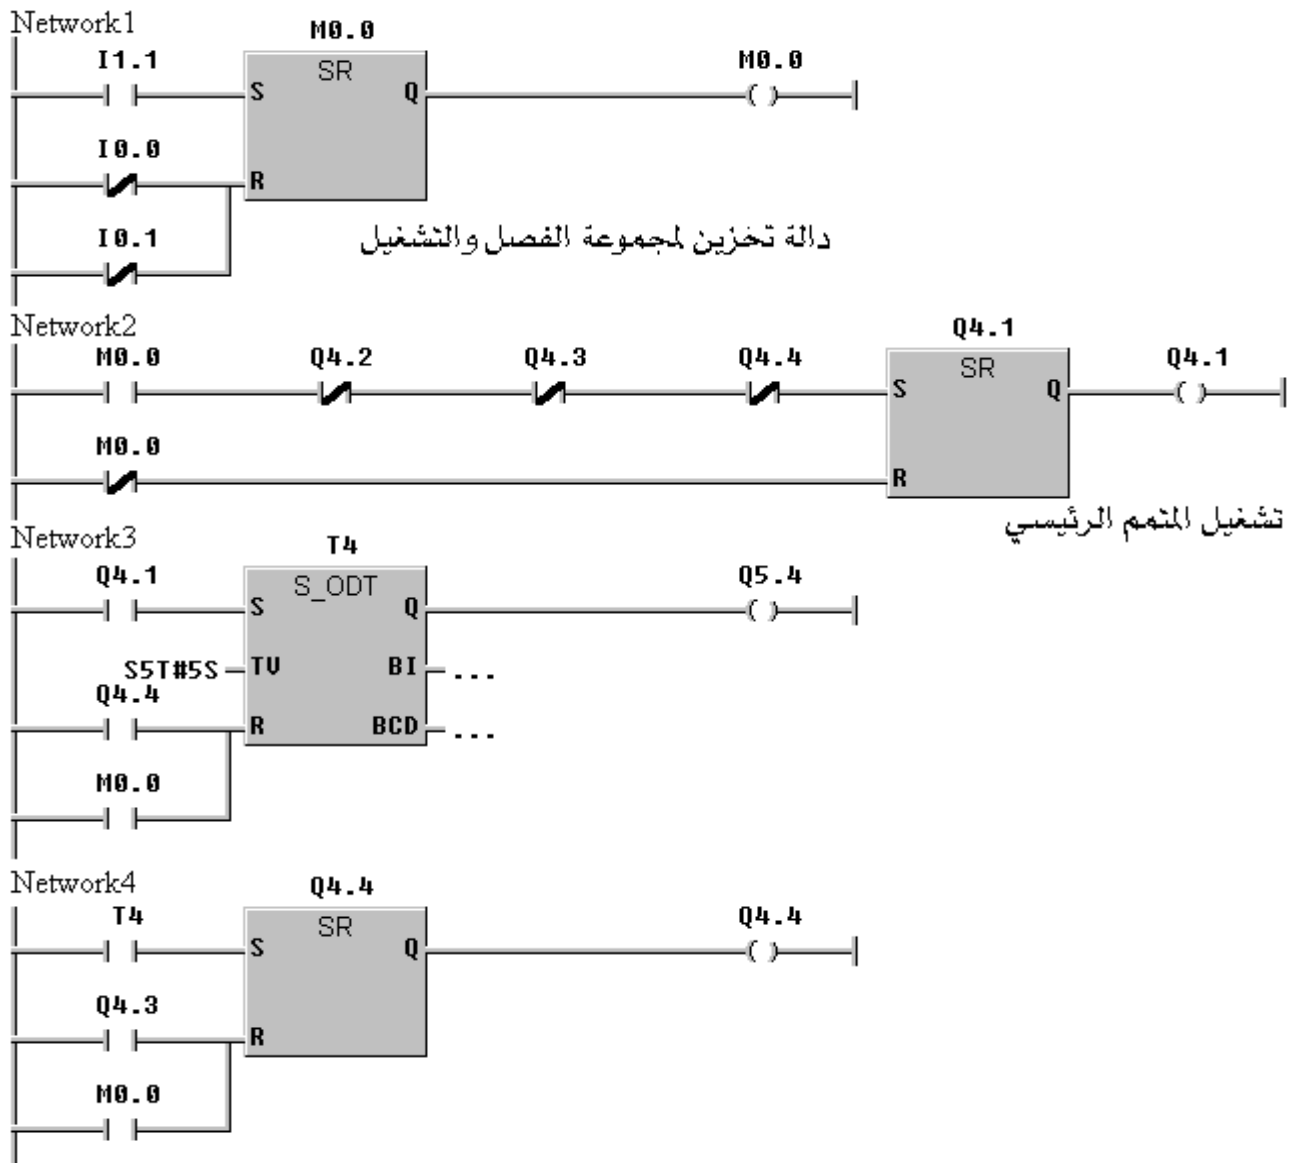 Network1
M0.0
I1.1 SR M0.0
S Q
I0.0
R
I0.1
دالة تخزين لمجموعة الفصل والتشغيل
Network2
Q4.1
M0.0 Q4.2 Q4.3 Q4.4 SR Q4.1
S Q
M0.0
R
تشغيل المتمم الرئيسي
Network3
T4
Q4.1 S_ODT Q5.4
S Q
S5T#5S TV BI ...
Q4.4
R BCD ...
M0.0
Network4
Q4.4
T4 SR Q4.4
S Q
Q4.3
R
M0.0